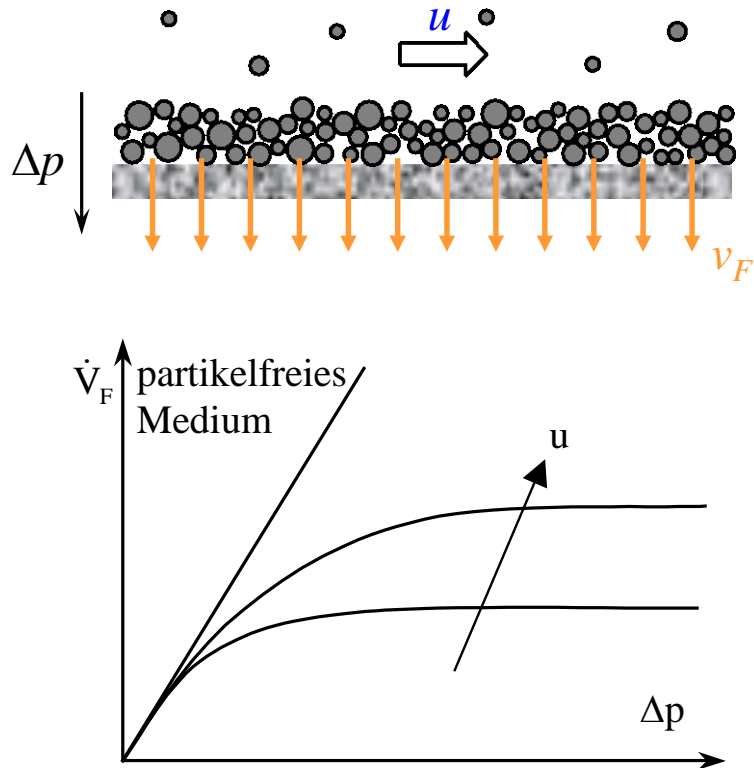 u
Δp
v_F
V̇_F
partikelfreies
Medium
u
Δp